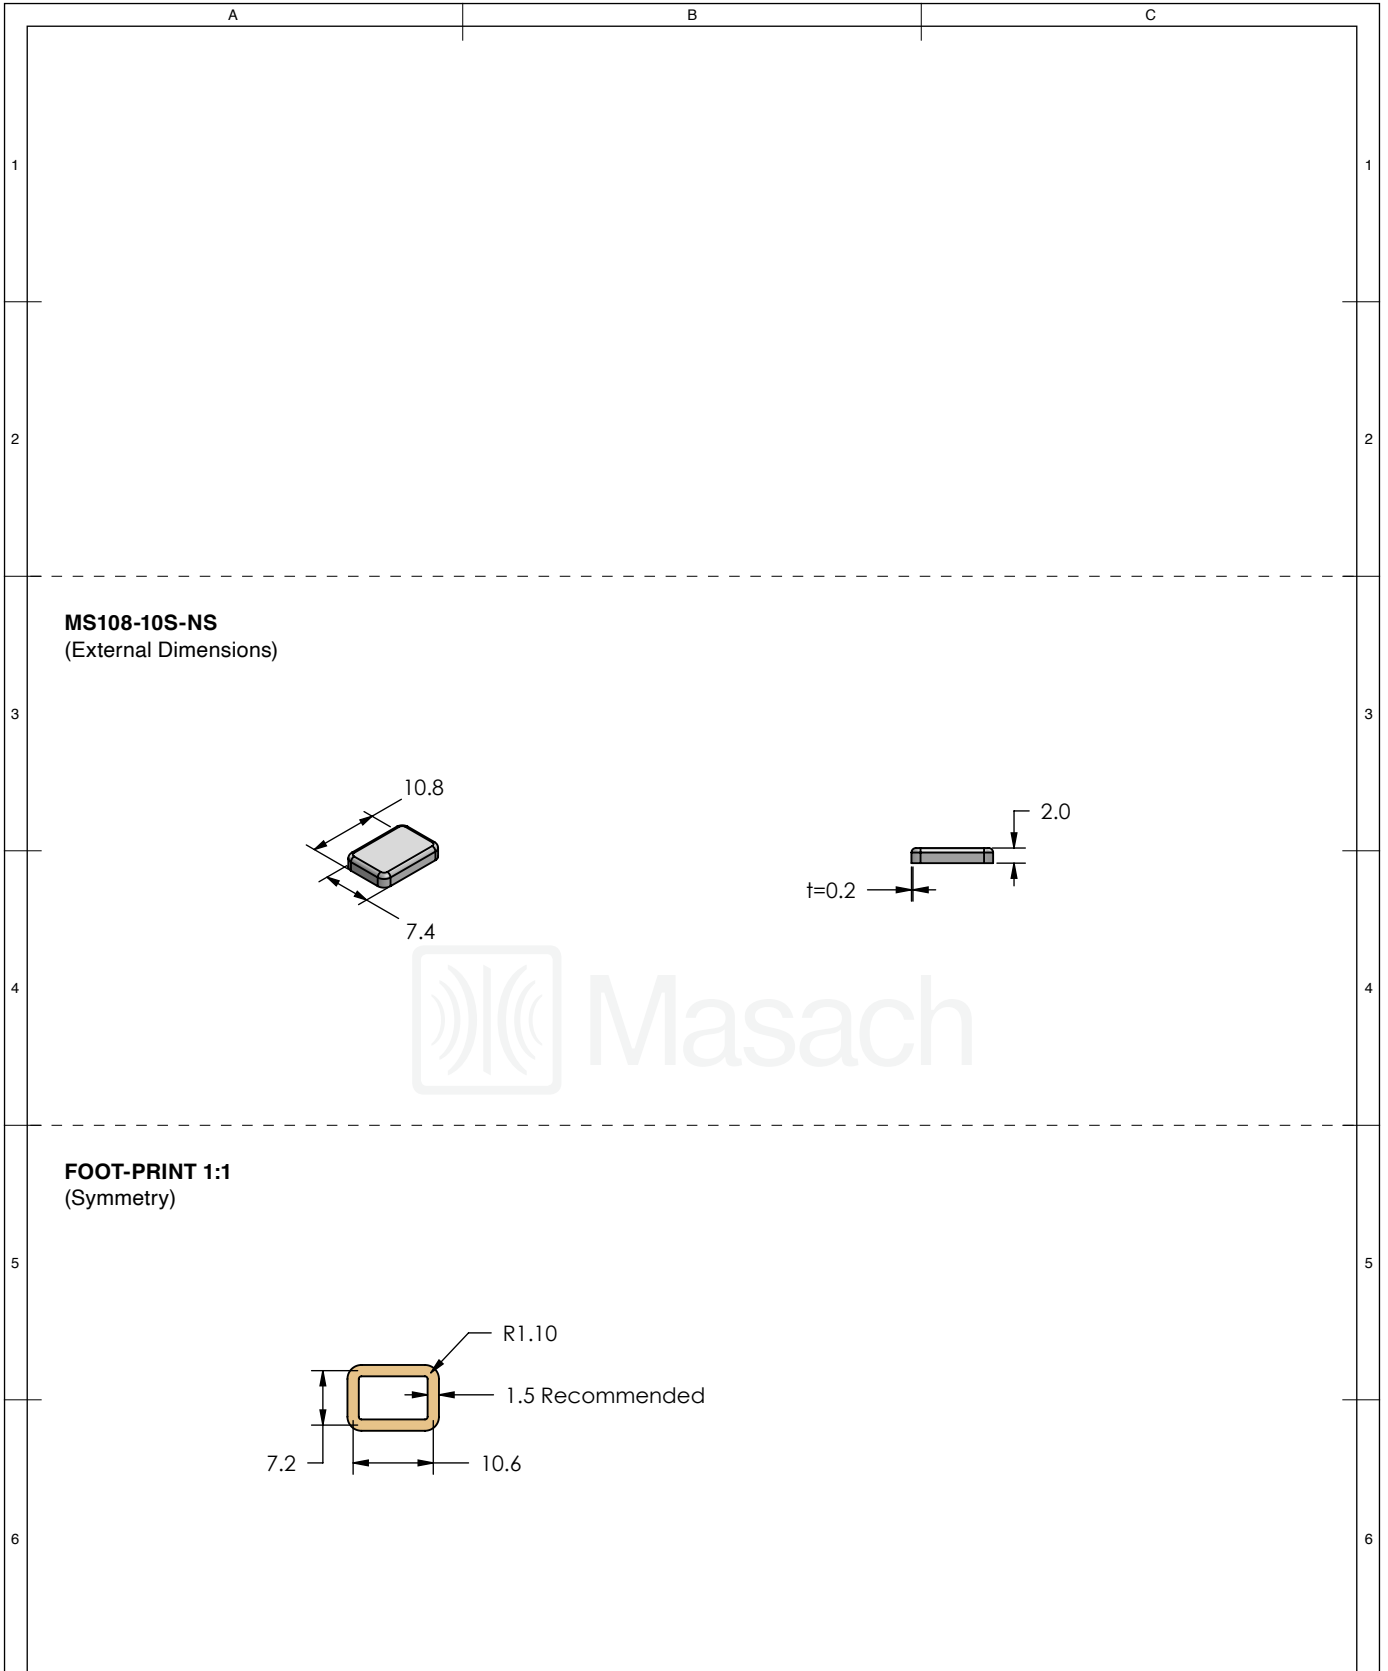 A B C
1 1
2 2
MS108-10S-NS
(External Dimensions)
3 3
10.8
2.0
t=0.2
7.4
4 4
Masach
FOOT-PRINT 1:1
(Symmetry)
5 5
R1.10
1.5 Recommended
7.2 10.6
6 6